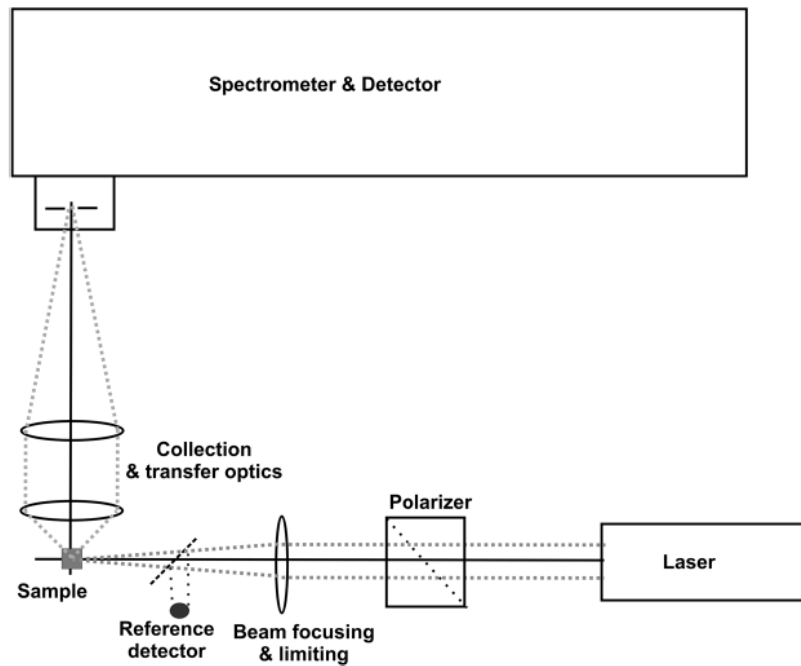 Spectrometer & Detector
Collection
& transfer optics
Polarizer
Laser
Sample
Reference
detector
Beam focusing
& limiting